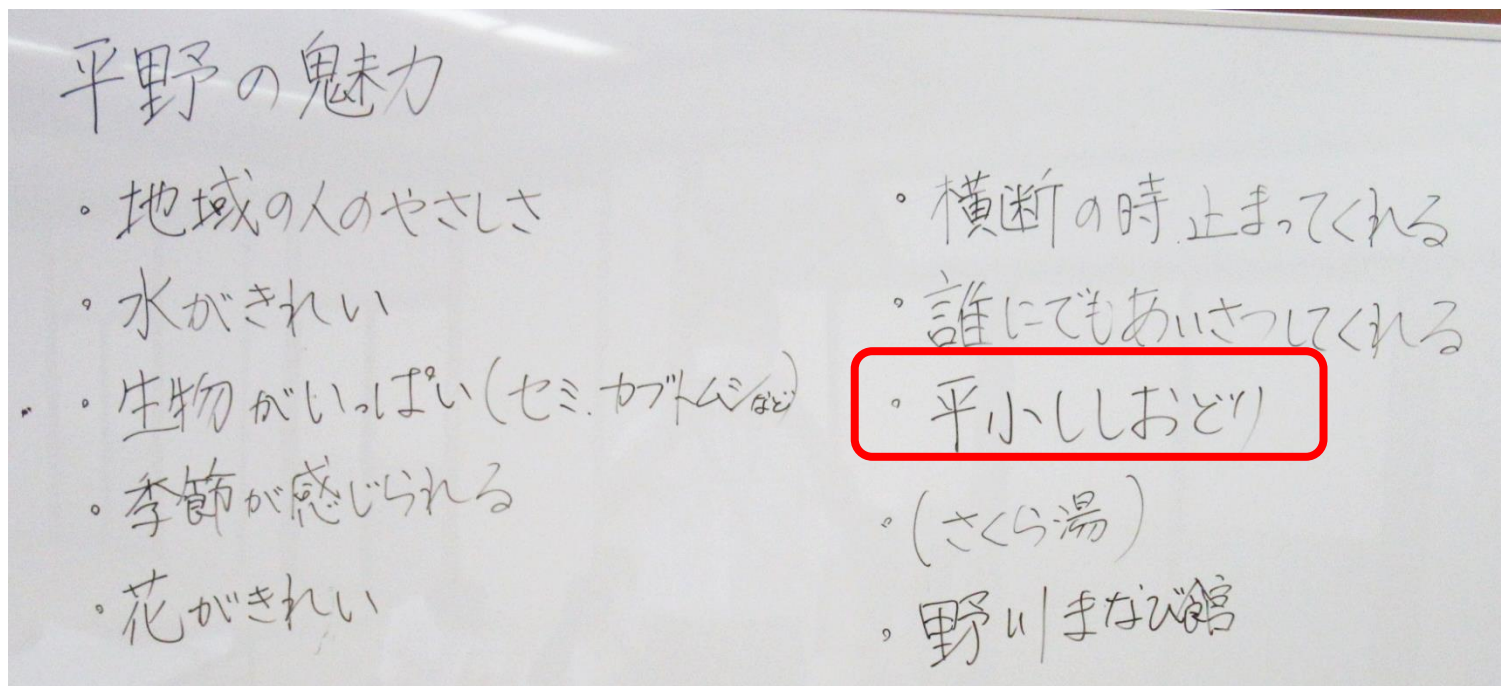 平野の魅力
・地域の人のやさしさ
・水がきれい
・生物がいっぱい(セミ.カブトムシなど)
・季節が感じられる
・花がきれい
・横断の時止まってくれる
・誰にでもあいさつしてくれる
・平小ししおどり
・(さくら湯)
・野川まなび館